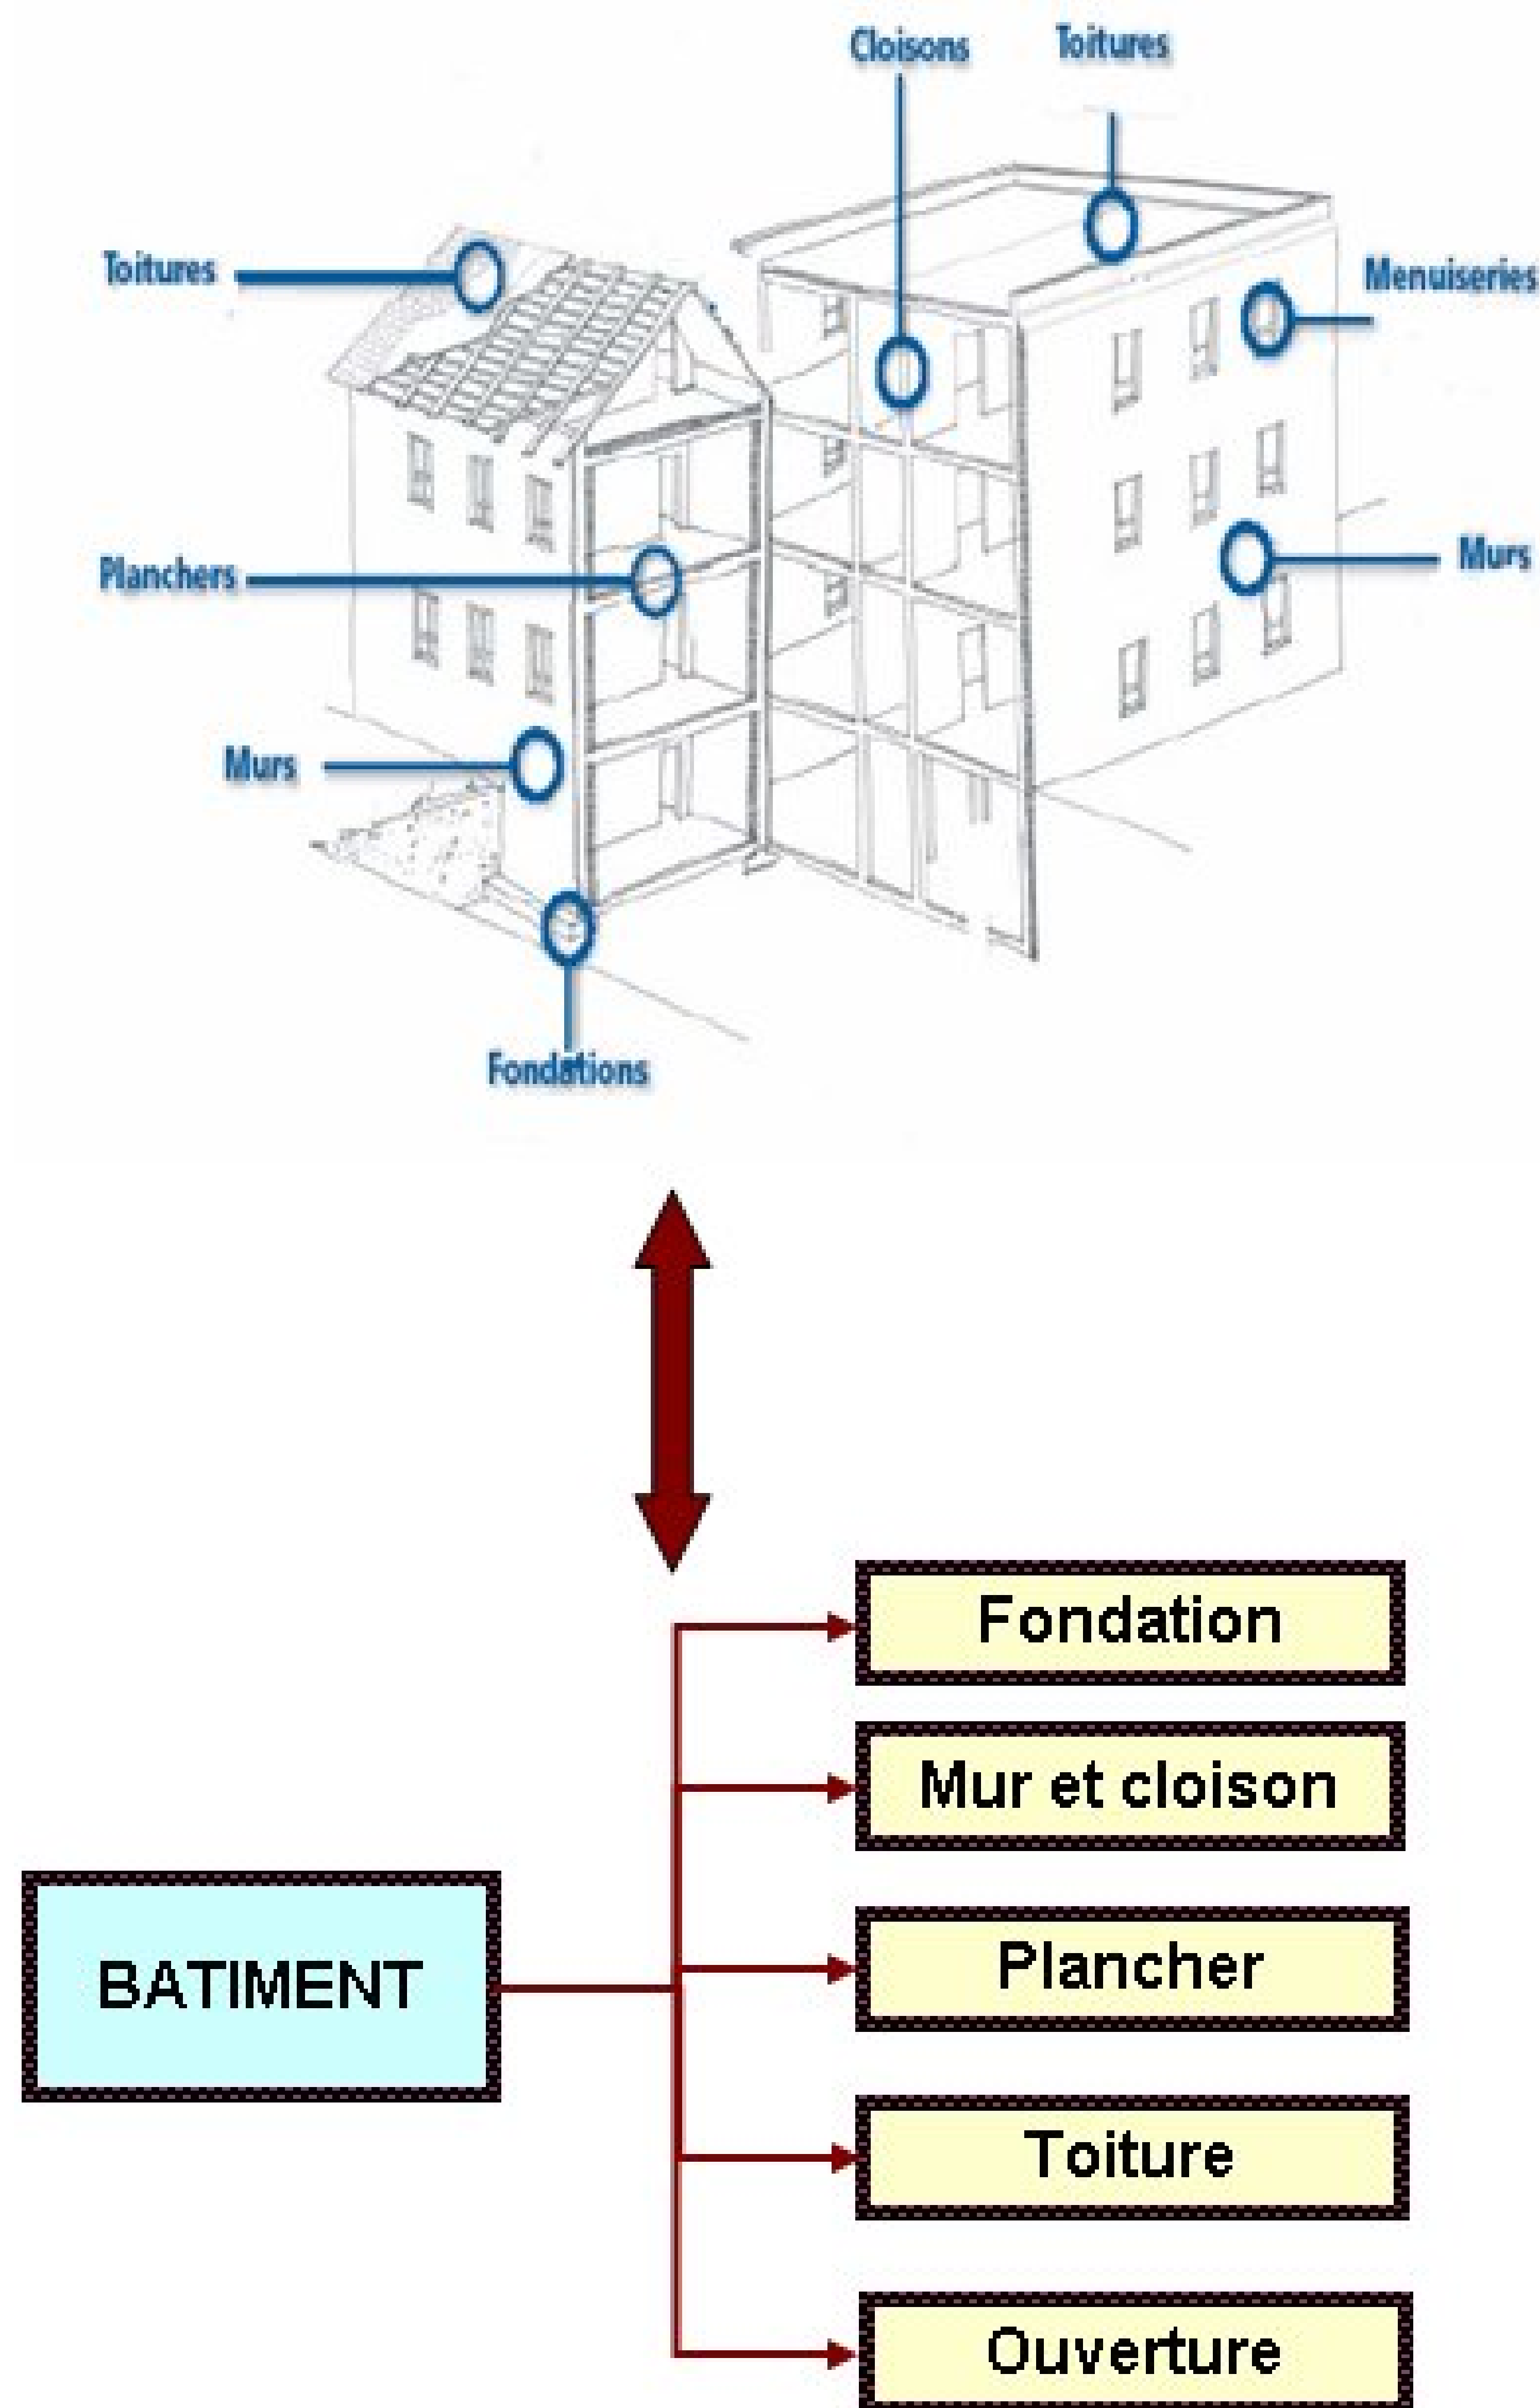 Cloisons
Toitures
Toitures
Menuiseries
Planchers
Murs
Murs
Fondations
Fondation
Mur et cloison
BATIMENT
Plancher
Toiture
Ouverture